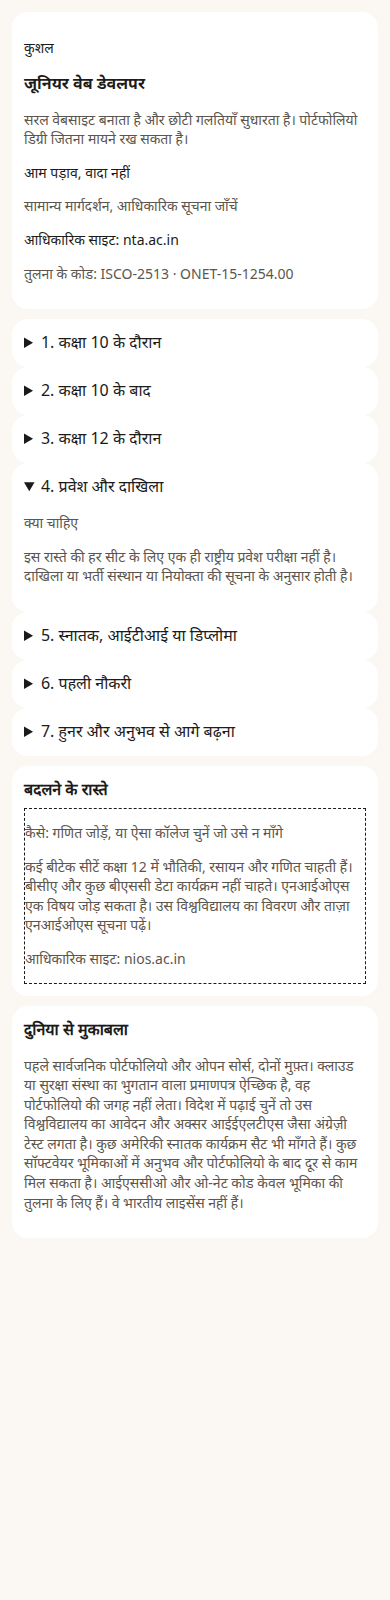 कुशल
जूनियर वेब डेवलपर
सरल वेबसाइट बनाता है और छोटी गलतियाँ सुधारता है। पोर्टफोलियो
डिग्री जितना मायने रख सकता है।
आम पड़ाव, वादा नहीं
सामान्य मार्गदर्शन, आधिकारिक सूचना जाँचें
आधिकारिक साइट: nta.ac.in
तुलना के कोड: ISCO-2513 · ONET-15-1254.00
1. कक्षा 10 के दौरान
2. कक्षा 10 के बाद
3. कक्षा 12 के दौरान
4. प्रवेश और दाखिला
क्या चाहिए
इस रास्ते की हर सीट के लिए एक ही राष्ट्रीय प्रवेश परीक्षा नहीं है।
दाखिला या भर्ती संस्थान या नियोक्ता की सूचना के अनुसार होती है।
5. स्नातक, आईटीआई या डिप्लोमा
6. पहली नौकरी
7. हुनर और अनुभव से आगे बढ़ना
बदलने के रास्ते
कैसे: गणित जोड़ें, या ऐसा कॉलेज चुनें जो उसे न माँगे
कई बीटेक सीटें कक्षा 12 में भौतिकी, रसायन और गणित चाहती हैं।
बीसीए और कुछ बीएससी डेटा कार्यक्रम नहीं चाहते। एनआईओएस
एक विषय जोड़ सकता है। उस विश्वविद्यालय का विवरण और ताज़ा
एनआईओएस सूचना पढ़ें।
आधिकारिक साइट: nios.ac.in
दुनिया से मुकाबला
पहले सार्वजनिक पोर्टफोलियो और ओपन सोर्स, दोनों मुफ़्त। क्लाउड
या सुरक्षा संस्था का भुगतान वाला प्रमाणपत्र ऐच्छिक है, वह
पोर्टफोलियो की जगह नहीं लेता। विदेश में पढ़ाई चुनें तो उस
विश्वविद्यालय का आवेदन और अक्सर आईईएलटीएस जैसा अंग्रेज़ी
टेस्ट लगता है। कुछ अमेरिकी स्नातक कार्यक्रम सैट भी माँगते हैं। कुछ
सॉफ्टवेयर भूमिकाओं में अनुभव और पोर्टफोलियो के बाद दूर से काम
मिल सकता है। आईएससीओ और ओ-नेट कोड केवल भूमिका की
तुलना के लिए हैं। वे भारतीय लाइसेंस नहीं हैं।